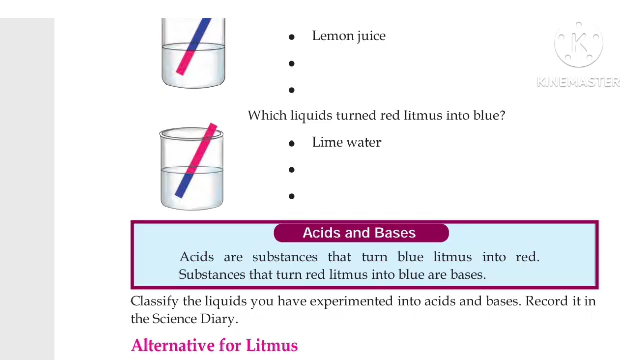 • Lemon juice
•
•
KINEMASTER
Which liquids turned red litmus into blue?
• Lime water
•
•
Acids and Bases
Acids are substances that turn blue litmus into red.
Substances that turn red litmus into blue are bases.
Classify the liquids you have experimented into acids and bases. Record it in
the Science Diary.
Alternative for Litmus